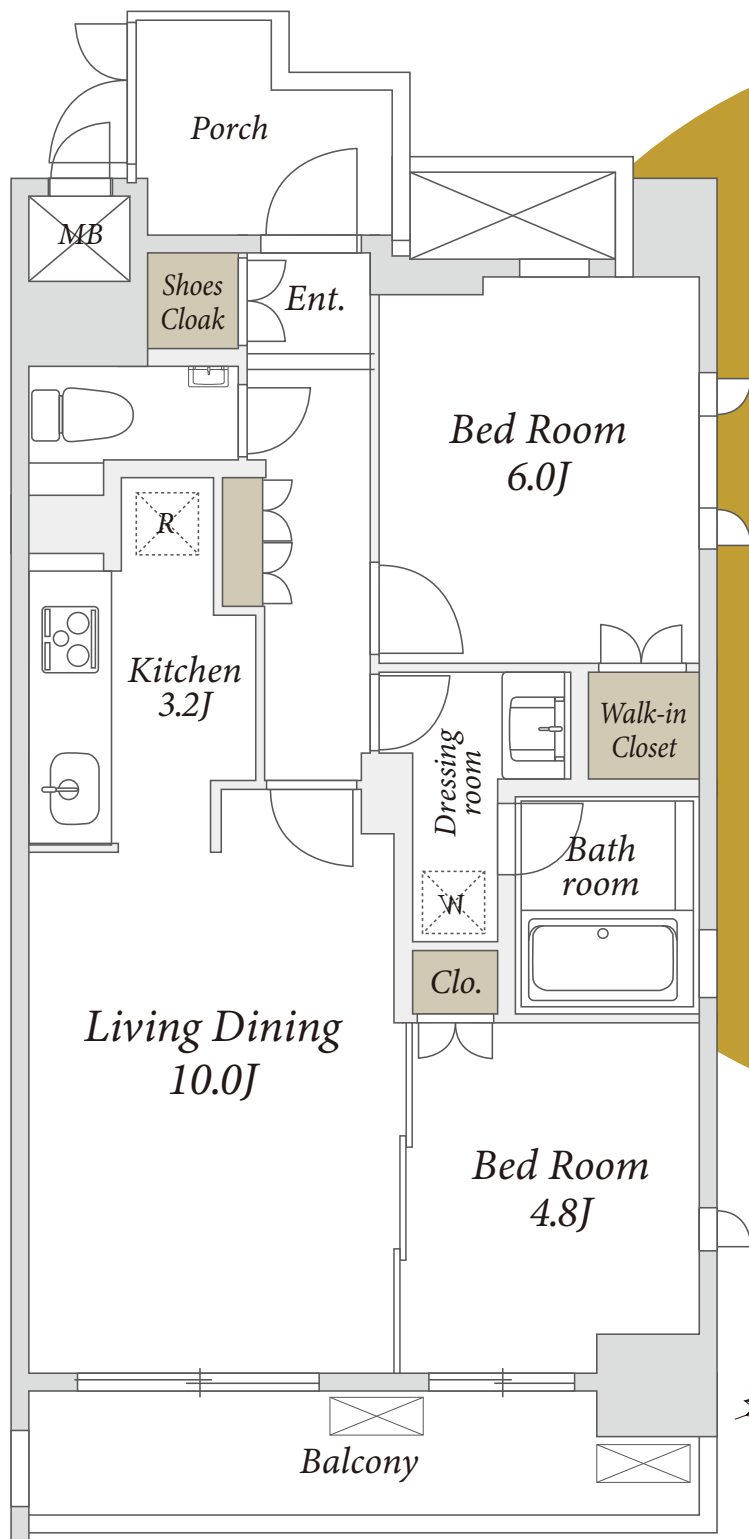 Porch
MB
Shoes
Cloak
Ent.
Bed Room
6.0J
R
Kitchen
3.2J
Walk-in
Closet
Dressing
room
Bath
room
W
Clo.
Living Dining
10.0J
Bed Room
4.8J
Balcony